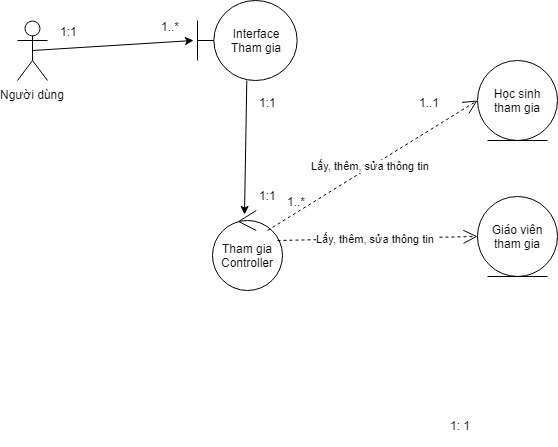 1:1
1..*
Interface
Tham gia
Người dùng
1:1
1..1
Học sinh
tham gia
Lấy, thêm, sửa thông tin
1:1
1..*
Tham gia
Controller
Lấy, thêm, sửa thông tin
Giáo viên
tham gia
1: 1